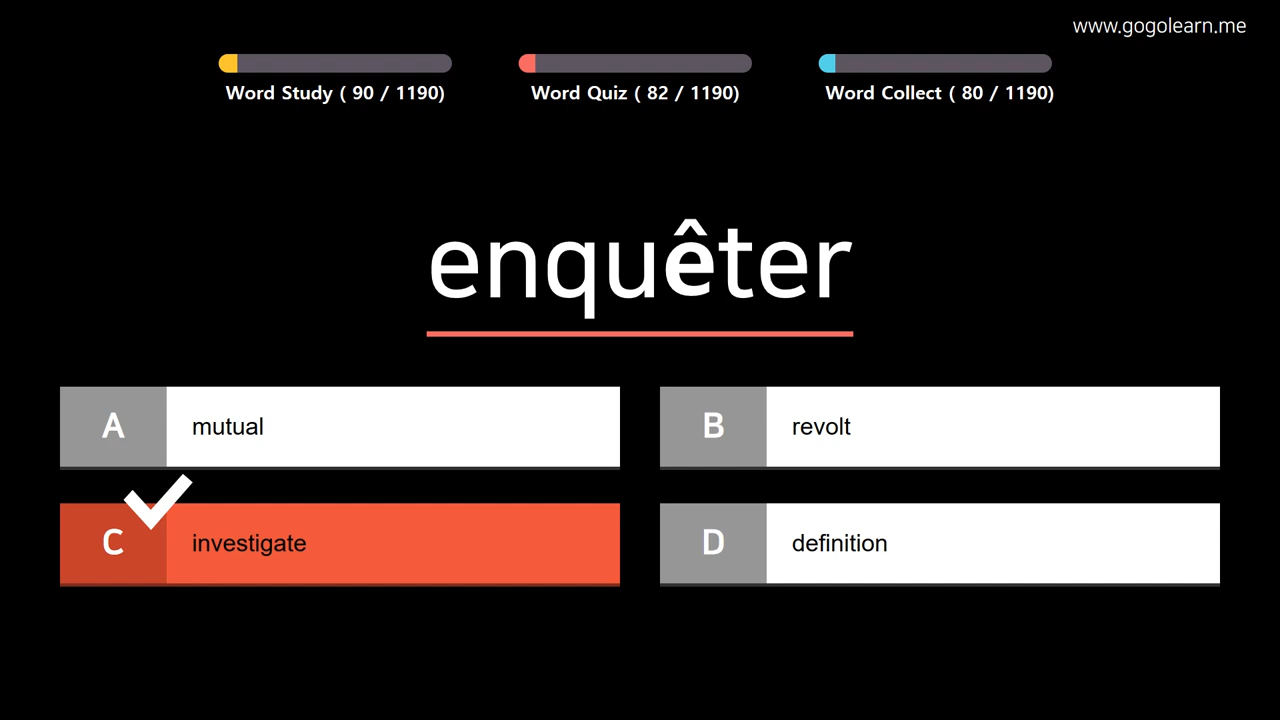 www.gogolearn.me
Word Study ( 90 / 1190)
Word Quiz ( 82 / 1190)
Word Collect ( 80 / 1190)
enquêter
A mutual
B revolt
C investigate
D definition